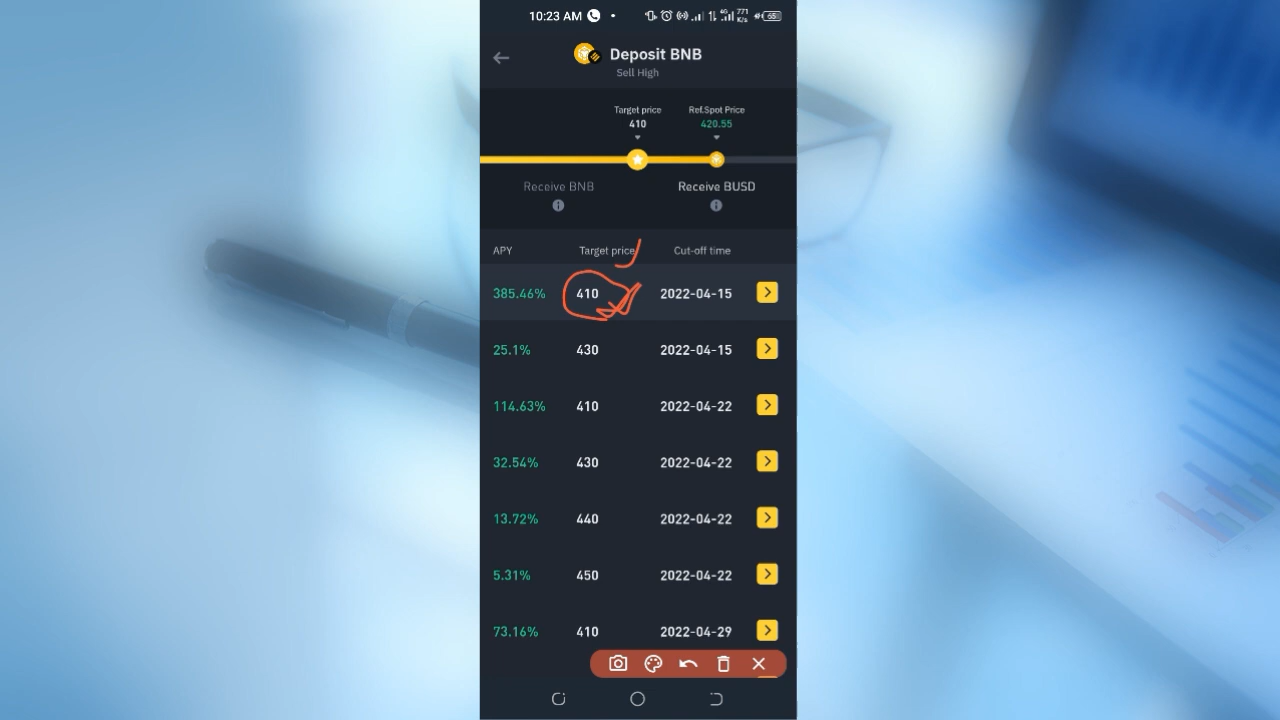 10:23 AM 4G 771 K/s 65
Deposit BNB
Sell High
Target price Ref.Spot Price
410 420.55
Receive BNB Receive BUSD
APY Target price Cut-off time
385.46% 410 2022-04-15
25.1% 430 2022-04-15
114.63% 410 2022-04-22
32.54% 430 2022-04-22
13.72% 440 2022-04-22
5.31% 450 2022-04-22
73.16% 410 2022-04-29